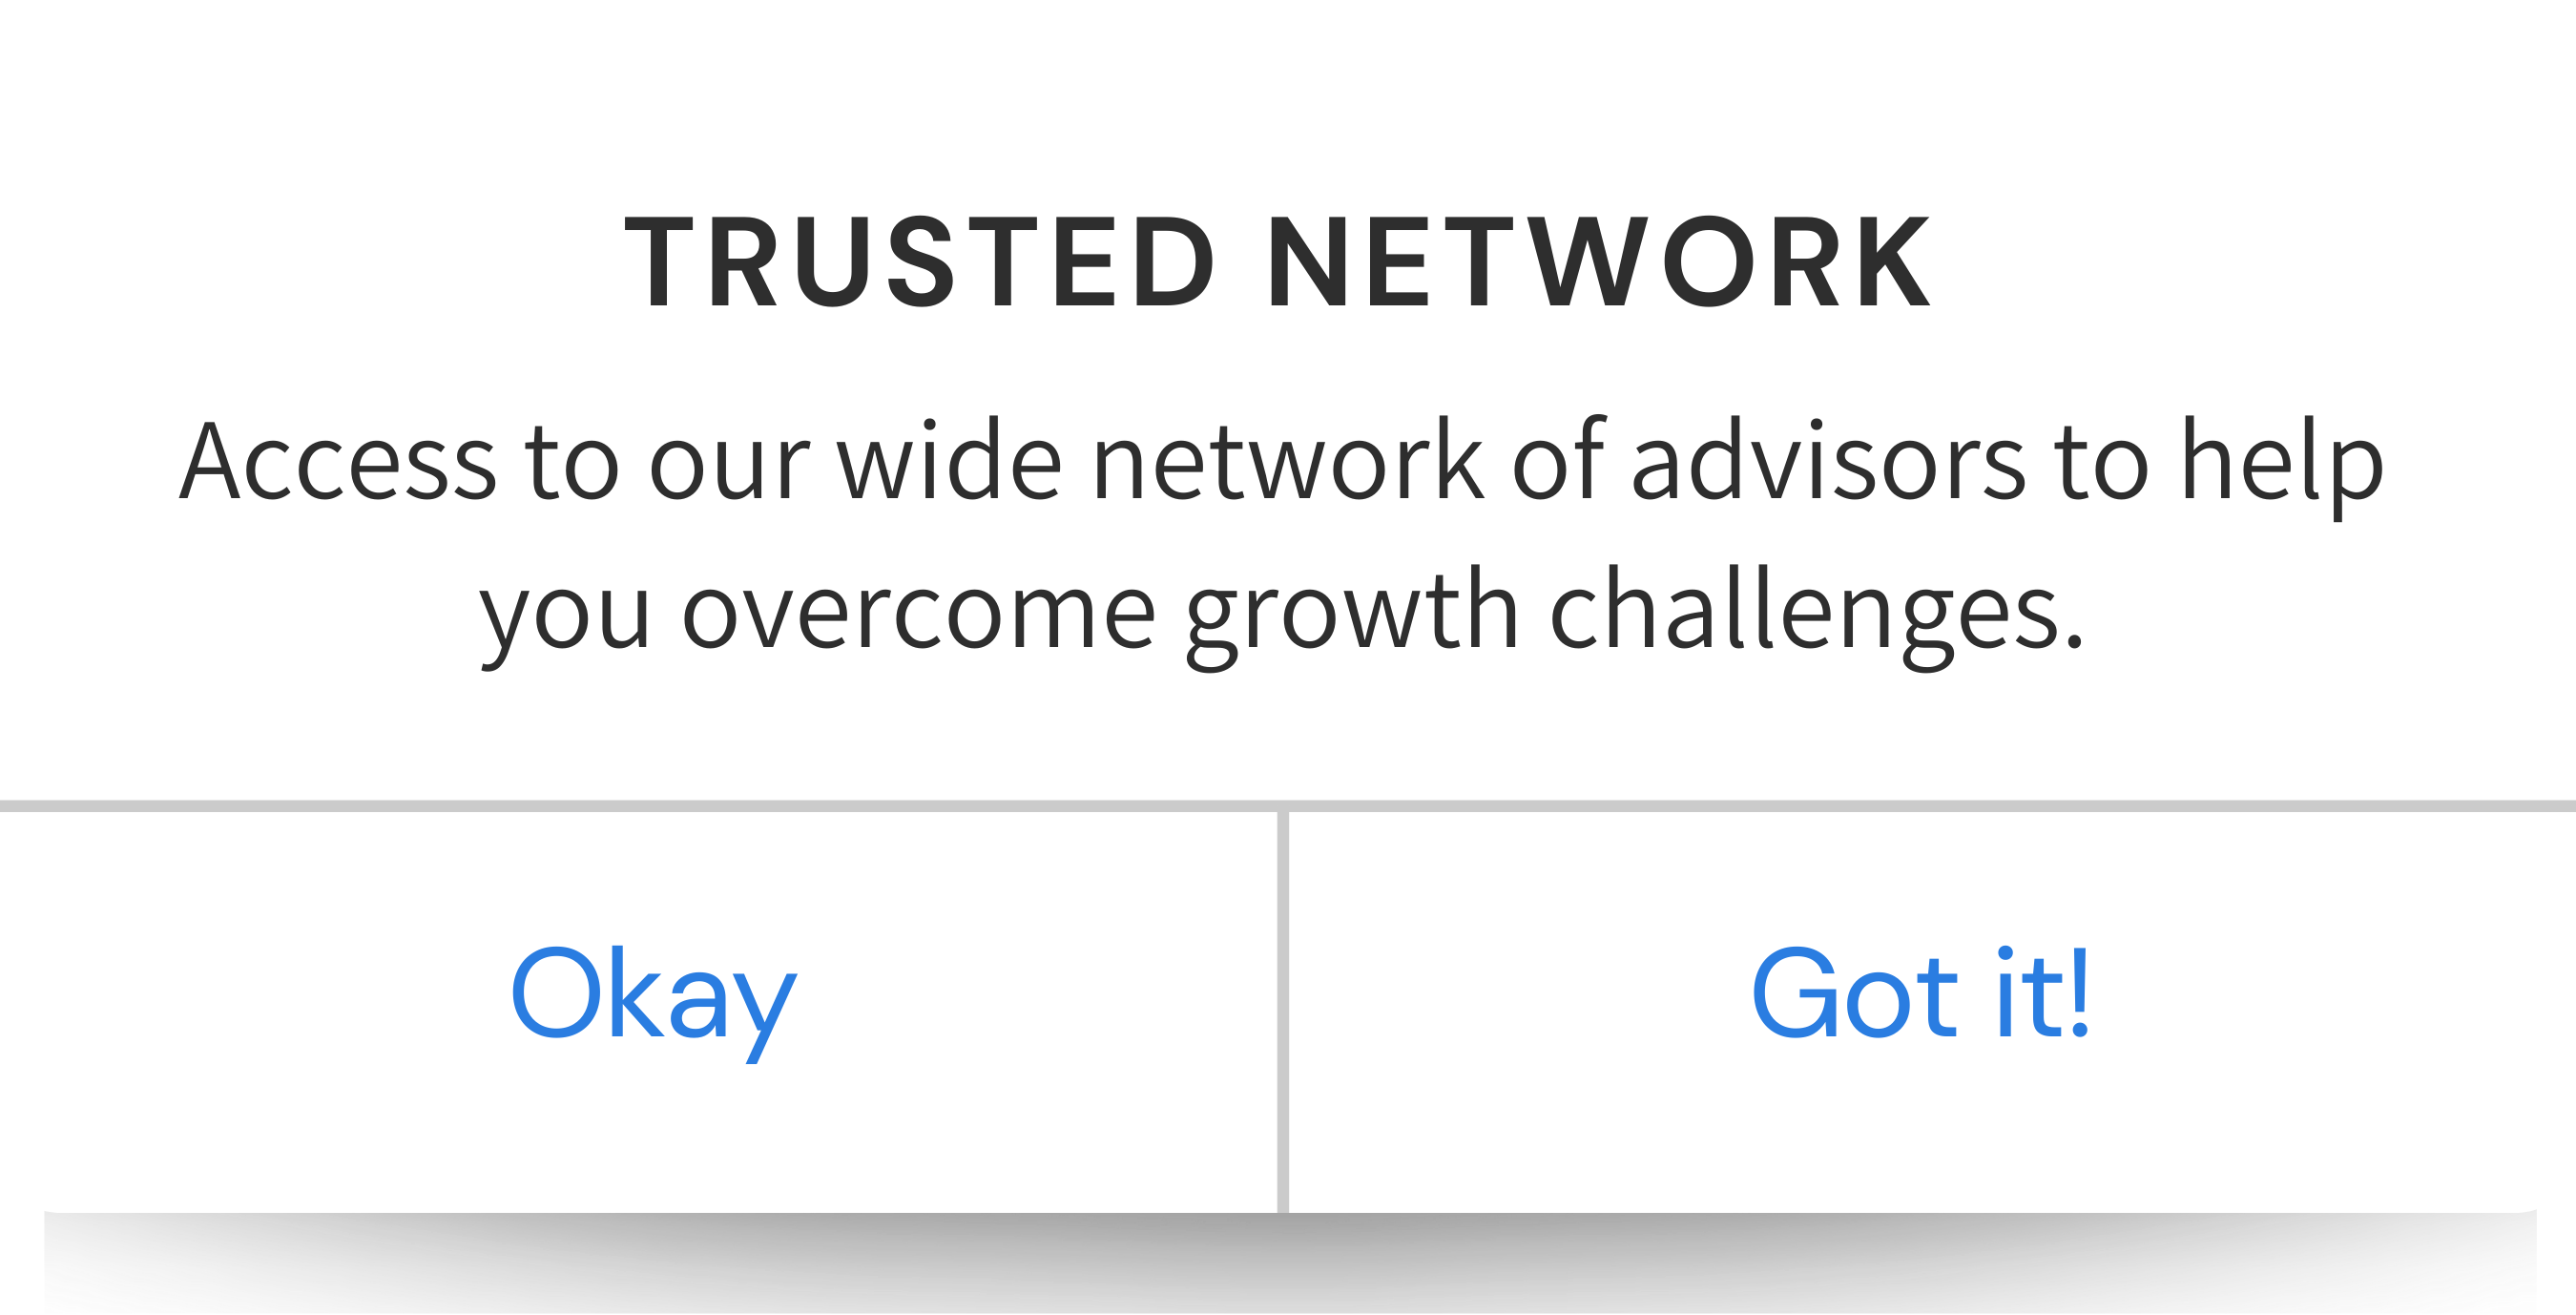 TRUSTED NETWORK
Access to our wide network of advisors to help
you overcome growth challenges.
Okay
Got it!